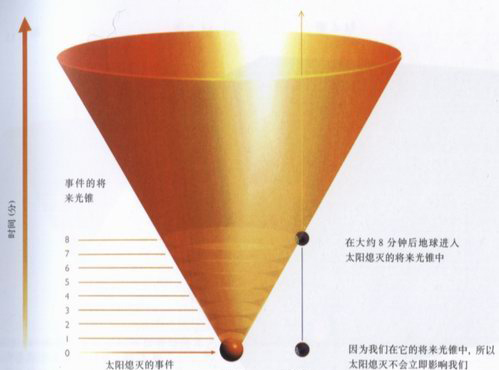 时间(分)
事件的将
来光锥
8
7
6
5
4
3
2
1
0
太阳熄灭的事件
在大约 8 分钟后地球进入
太阳熄灭的将来光锥中
因为我们在它的将来光锥中，所以
太阳熄灭不会立即影响我们